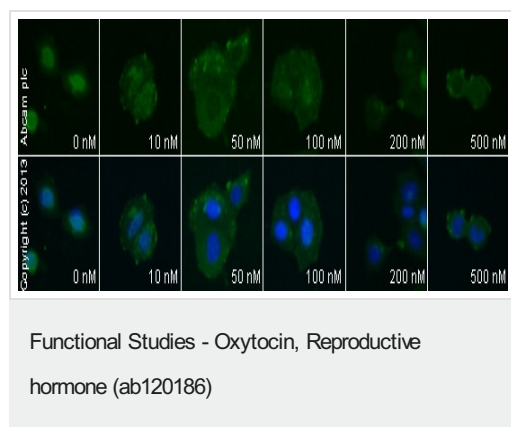 Abcam plc
0 nM
10 nM
50 nM
100 nM
200 nM
500 nM
Copyright (c) 2013
0 nM
10 nM
50 nM
100 nM
200 nM
500 nM
Functional Studies - Oxytocin, Reproductive
hormone (ab120186)